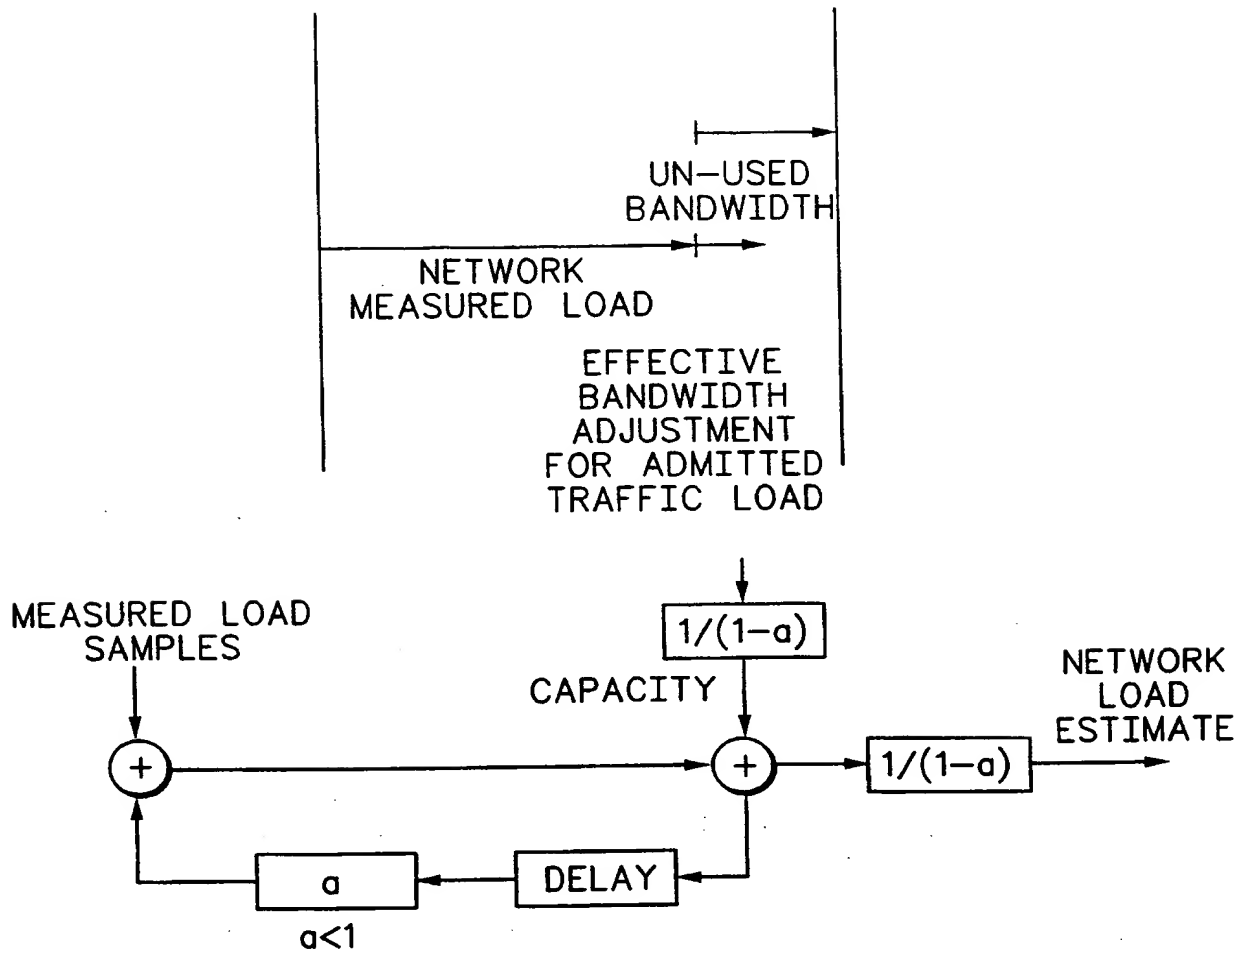 UN-USED
BANDWIDTH
NETWORK
MEASURED LOAD
EFFECTIVE
BANDWIDTH
ADJUSTMENT
FOR ADMITTED
TRAFFIC LOAD
MEASURED LOAD
SAMPLES
1/(1-a)
CAPACITY
NETWORK
LOAD
ESTIMATE
+
+
1/(1-a)
a
DELAY
a<1